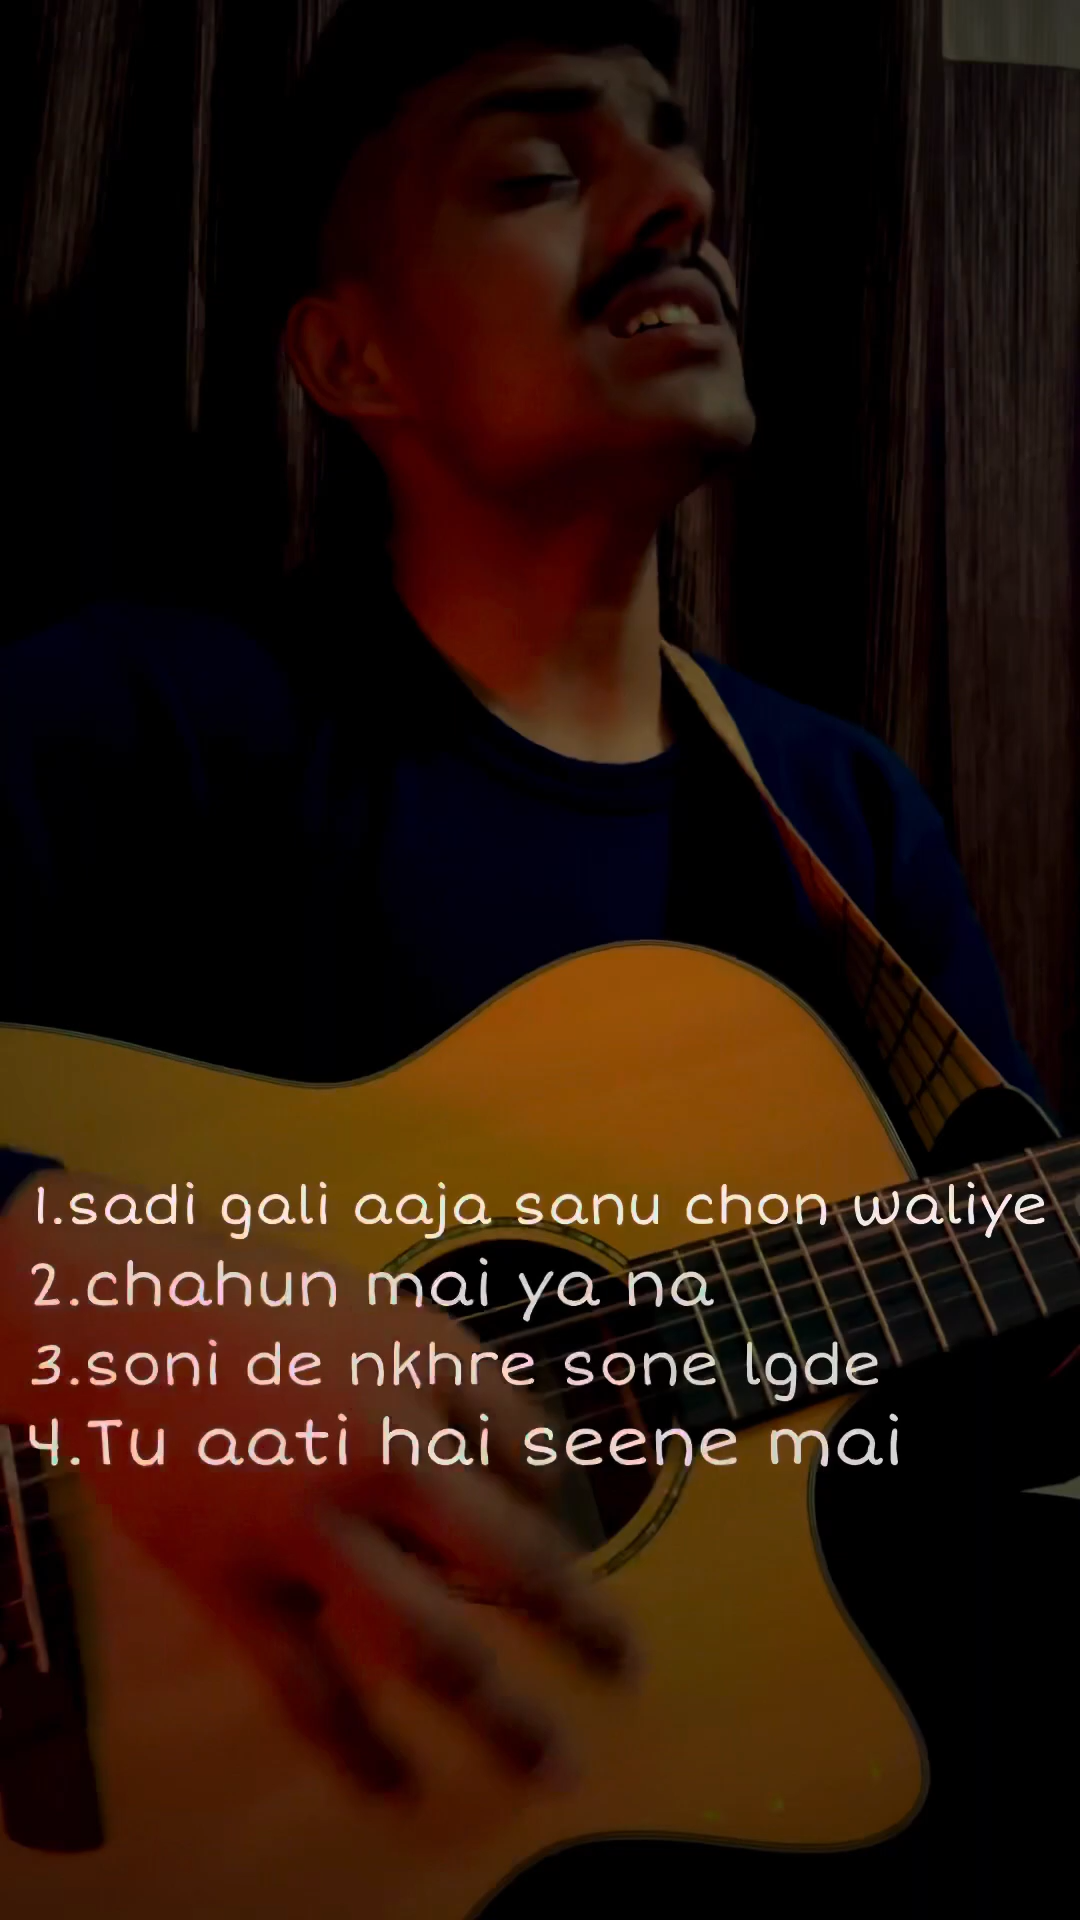 1.sadi gali aaja sanu chon waliye
2.chahun mai ya na
3.soni de nkhre sone lgde
4.Tu aati hai seene mai